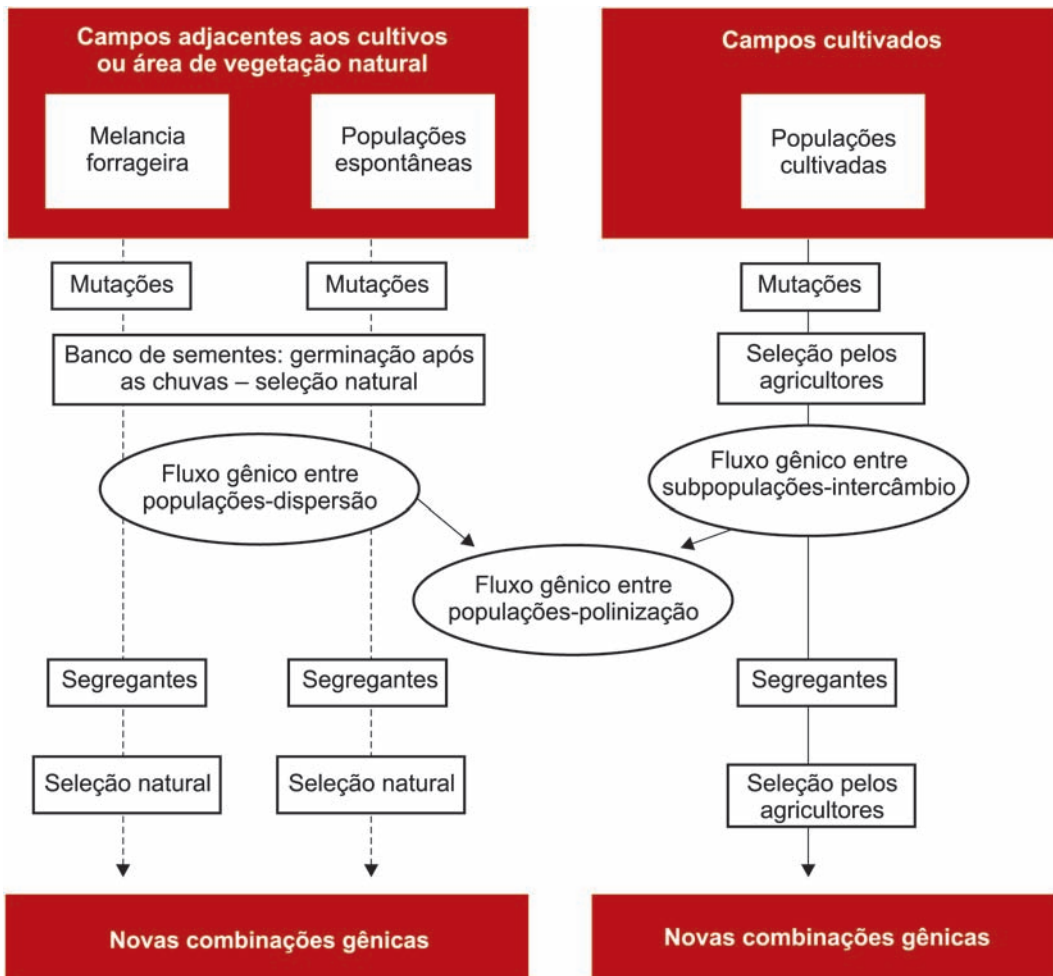 Campos adjacentes aos cultivos
ou área de vegetação natural
Melancia
forrageira
Populações
espontâneas
Campos cultivados
Populações
cultivadas
Mutações
Mutações
Mutações
Banco de sementes: germinação após
as chuvas – seleção natural
Seleção pelos
agricultores
Fluxo gênico entre
populações-dispersão
Fluxo gênico entre
subpopulações-intercâmbio
Fluxo gênico entre
populações-polinização
Segregantes
Segregantes
Segregantes
Seleção natural
Seleção natural
Seleção pelos
agricultores
Novas combinações gênicas
Novas combinações gênicas